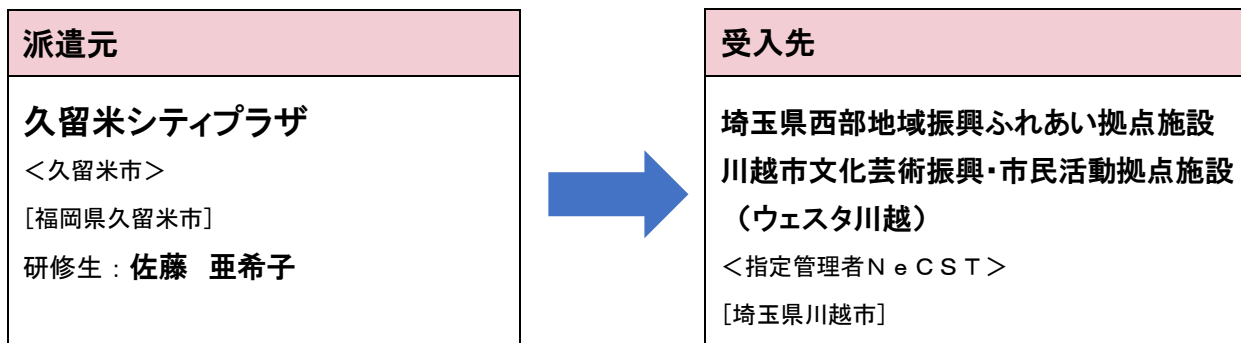 派遣元
久留米シティプラザ
＜久留米市＞
[福岡県久留米市]
研修生：佐藤　亜希子
受入先
埼玉県西部地域振興ふれあい拠点施設
川越市文化芸術振興・市民活動拠点施設
（ウェスタ川越）
＜指定管理者ＮｅＣＳＴ＞
[埼玉県川越市]